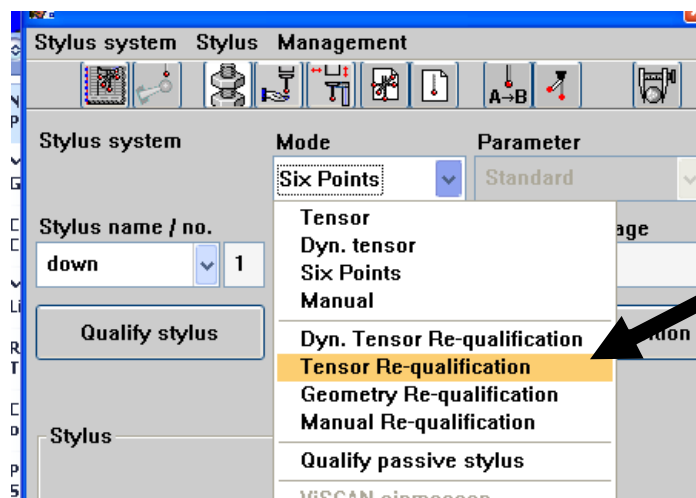 Stylus system Stylus Management
A→B
Stylus system Mode Parameter
Six Points Standard
Stylus name / no.
down 1
Qualify stylus
Tensor
Dyn. tensor
Six Points
Manual
Dyn. Tensor Re-qualification
Tensor Re-qualification
Geometry Re-qualification
Manual Re-qualification
Qualify passive stylus
Stylus